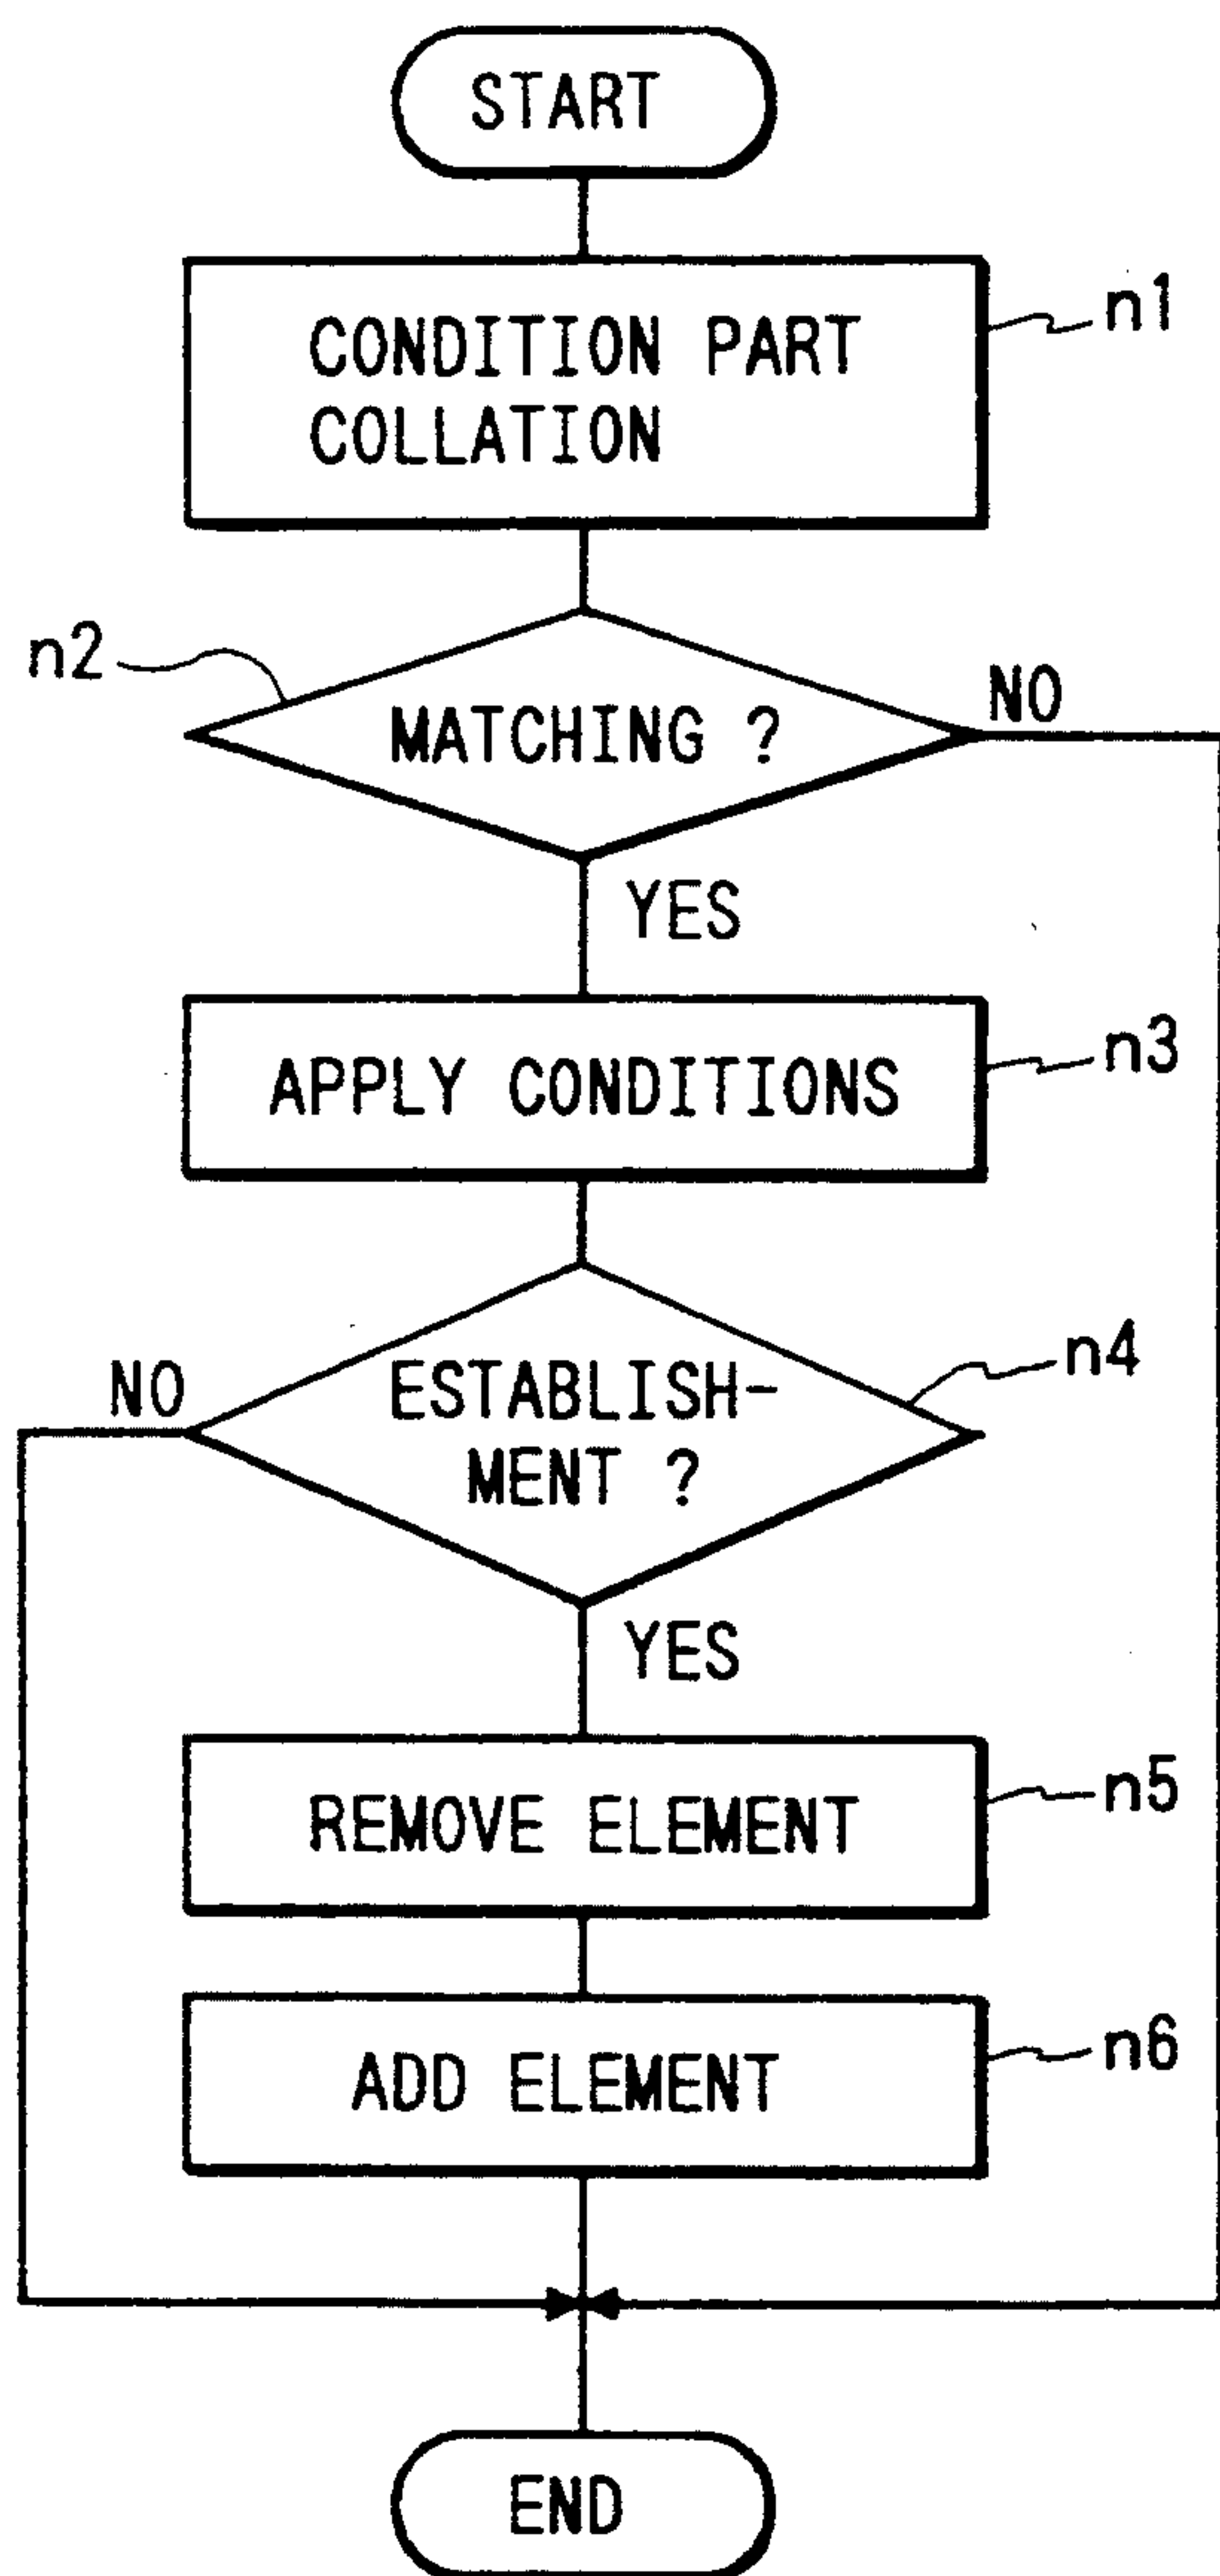 START
CONDITION PART
COLLATION
n1
n2
MATCHING ?
NO
YES
APPLY CONDITIONS
n3
NO
ESTABLISH-
MENT ?
n4
YES
REMOVE ELEMENT
n5
ADD ELEMENT
n6
END